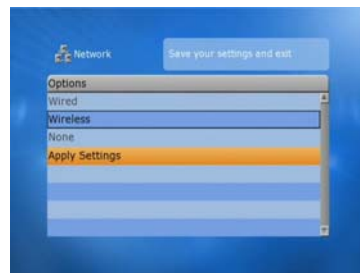 Network
Save your settings and exit
Options
Wired
Wireless
None
Apply Settings